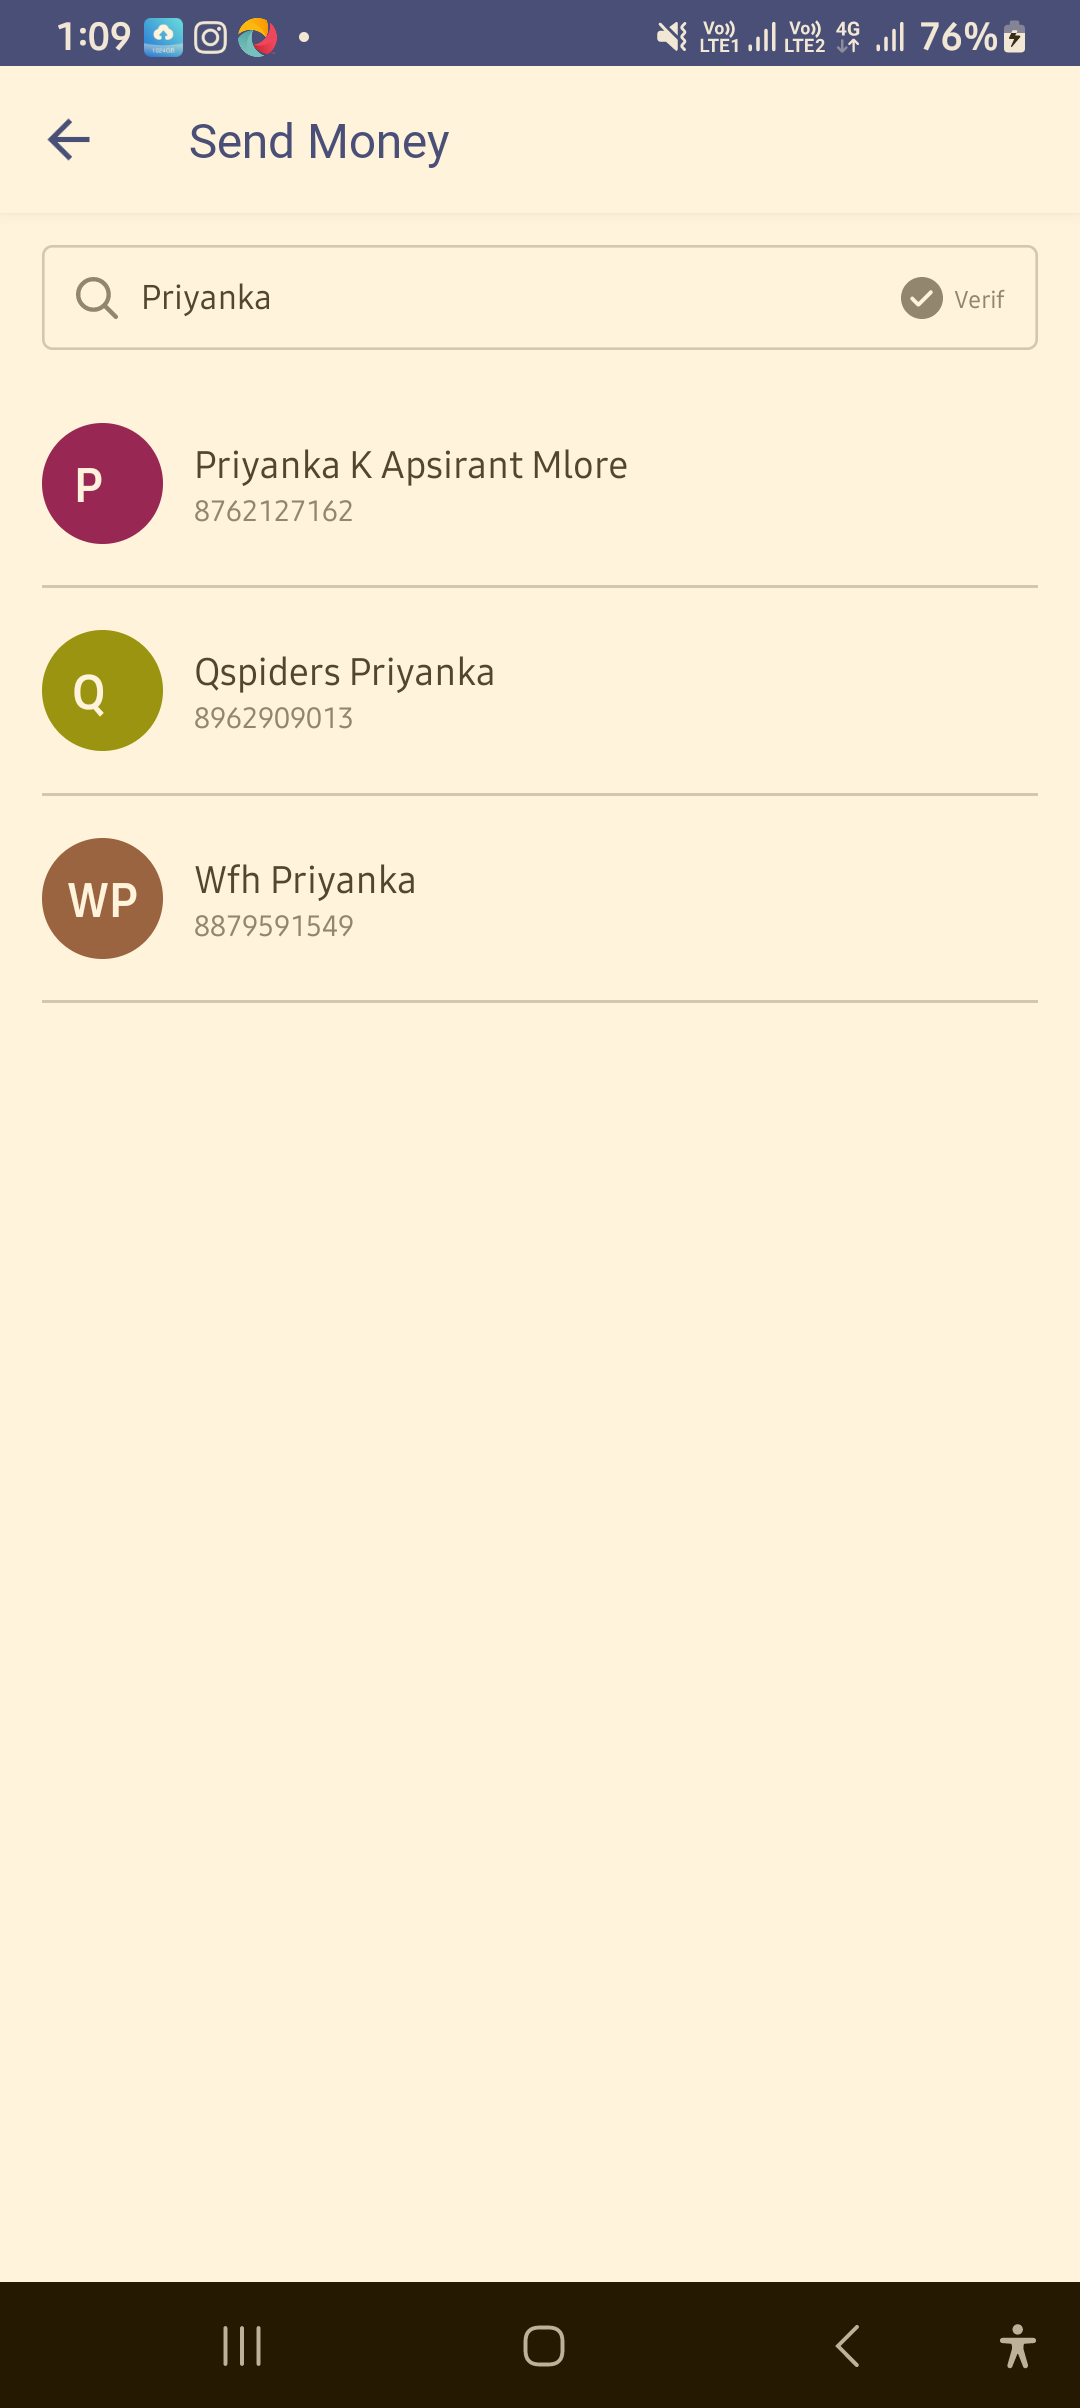 1:09
Vo)) LTE1 Vo)) LTE2 4G 76%
Send Money
Priyanka
Verif
P
Priyanka K Apsirant Mlore
8762127162
Q
Qspiders Priyanka
8962909013
WP
Wfh Priyanka
8879591549